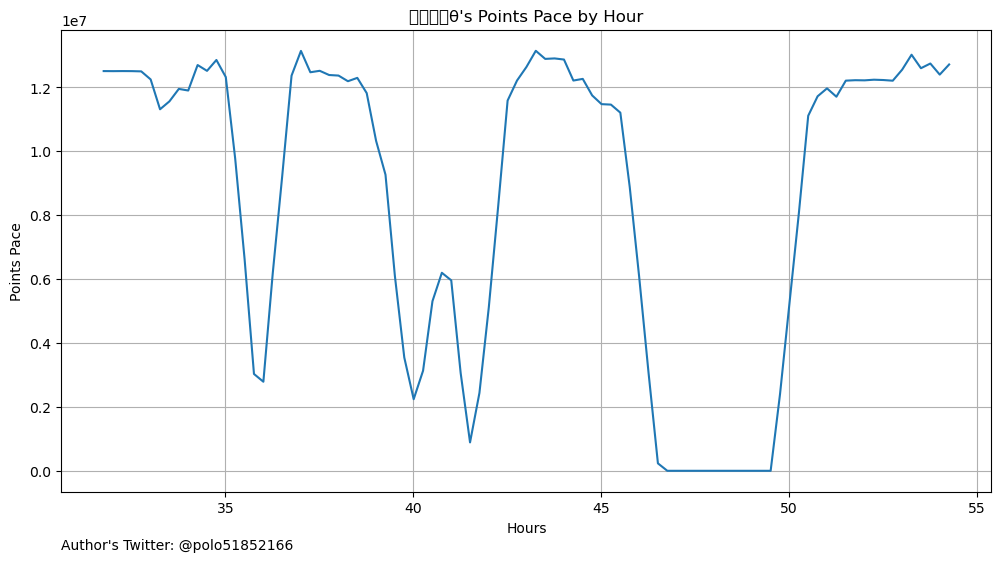 θ's Points Pace by Hour
1e7
Points Pace
1.2
1.0
0.8
0.6
0.4
0.2
0.0
35
40
45
50
55
Hours
Author's Twitter: @polo51852166